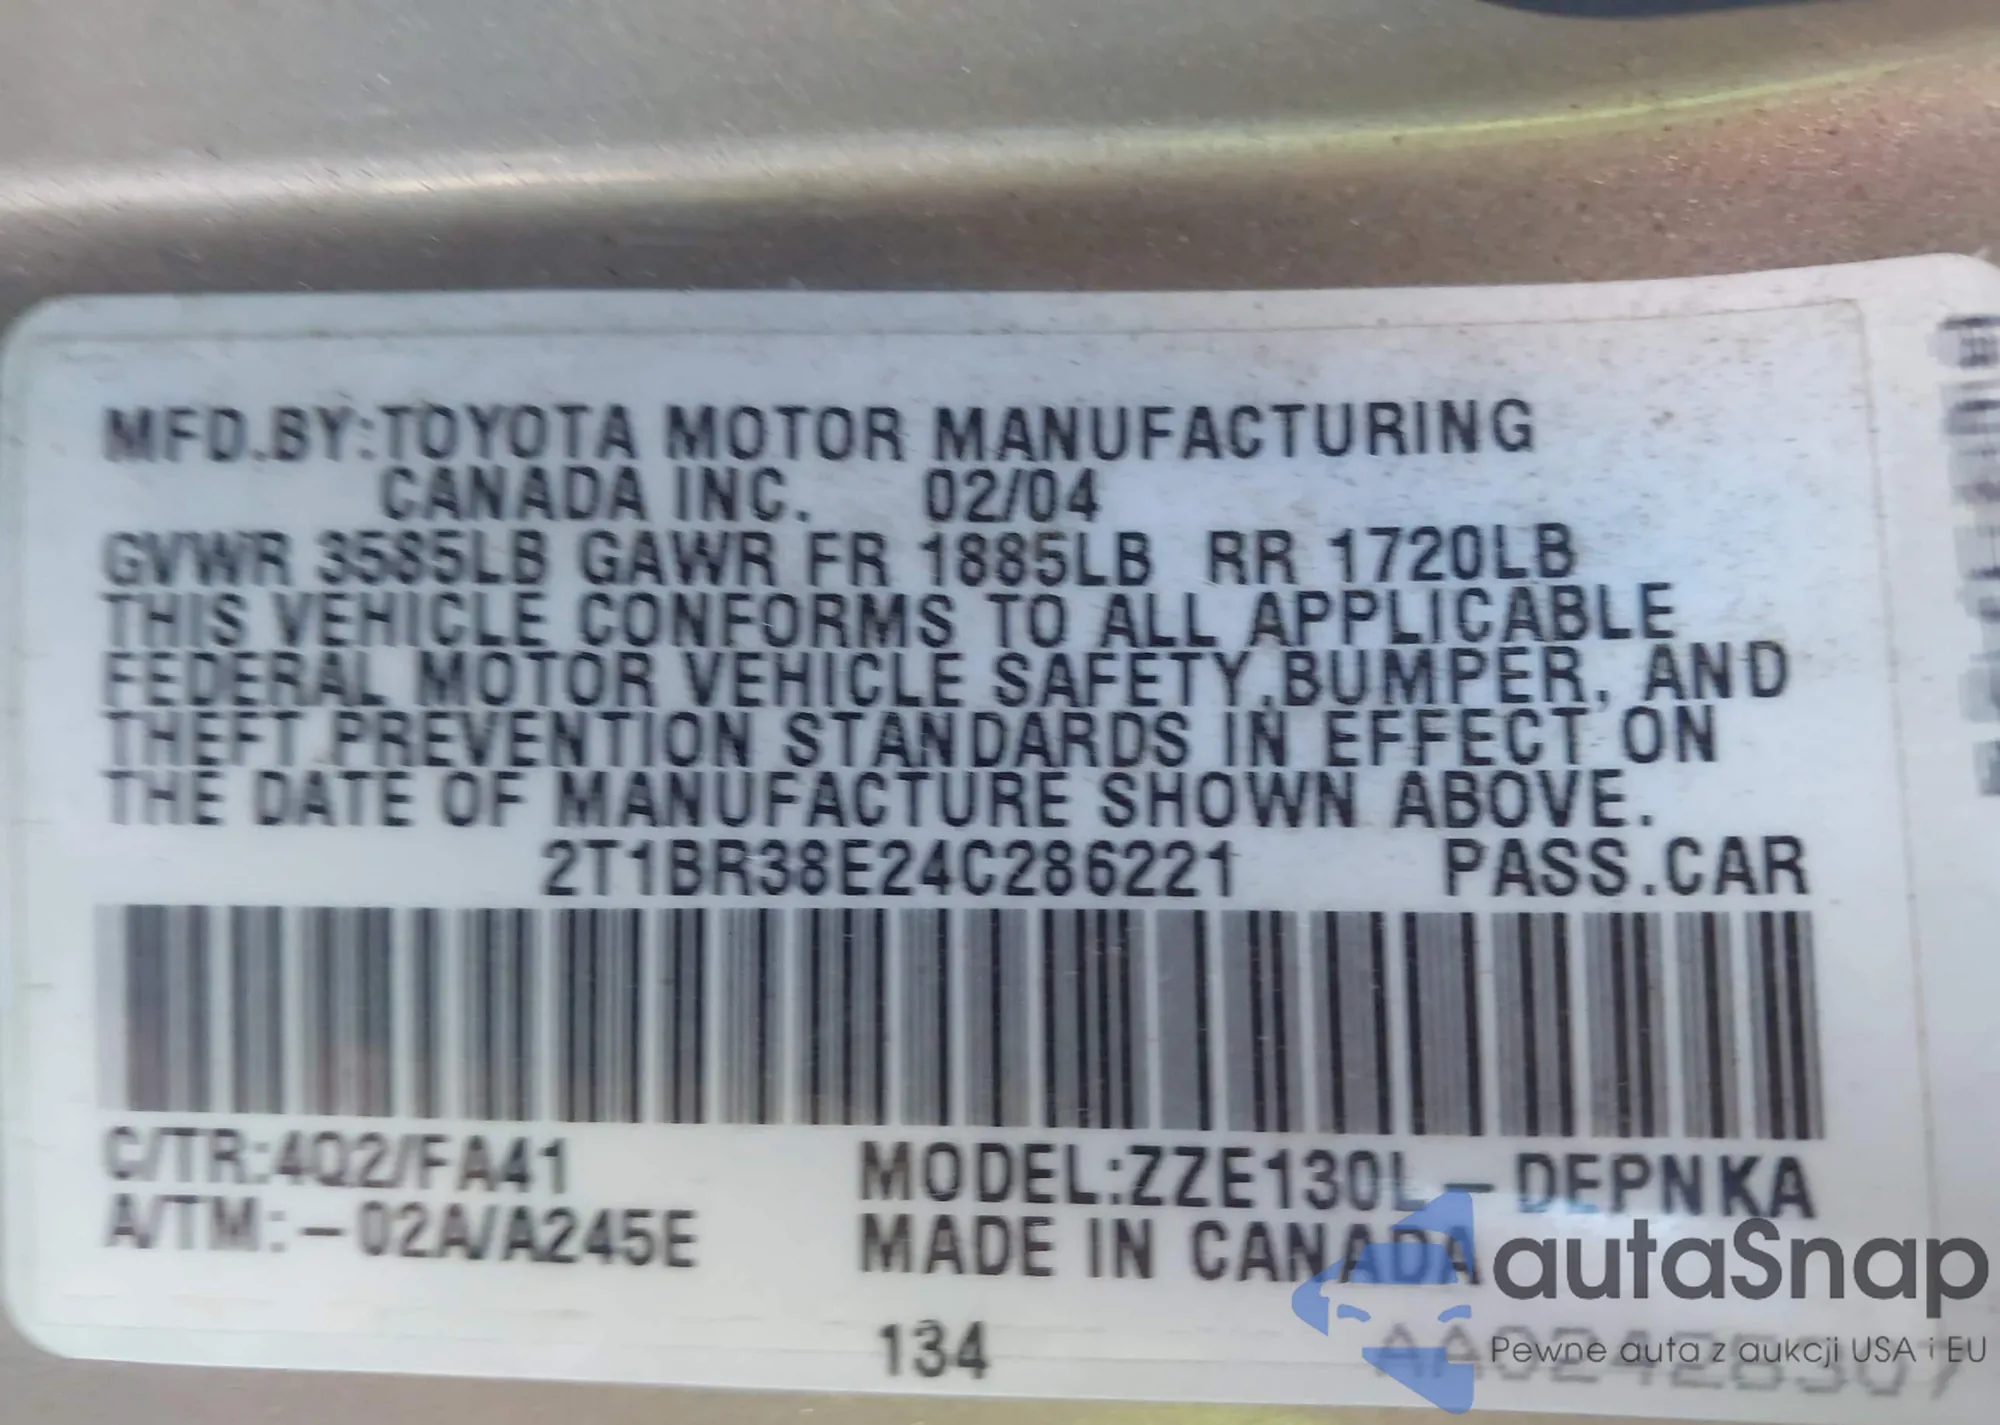 MFD.BY:TOYOTA MOTOR MANUFACTURING
CANADA INC. 02/04
GVWR 3585LB GAWR FR 1885LB RR 1720LB
THIS VEHICLE CONFORMS TO ALL APPLICABLE
FEDERAL MOTOR VEHICLE SAFETY,BUMPER, AND
THEFT PREVENTION STANDARDS IN EFFECT ON
THE DATE OF MANUFACTURE SHOWN ABOVE.
2T1BR38E24C286221 PASS.CAR
C/TR:4Q2/FA41 MODEL:ZZE130L-DEPNKA
A/TM:-02A/A245E MADE IN CANADA
134
autaSnap
Pewne auta z aukcji USA i EU